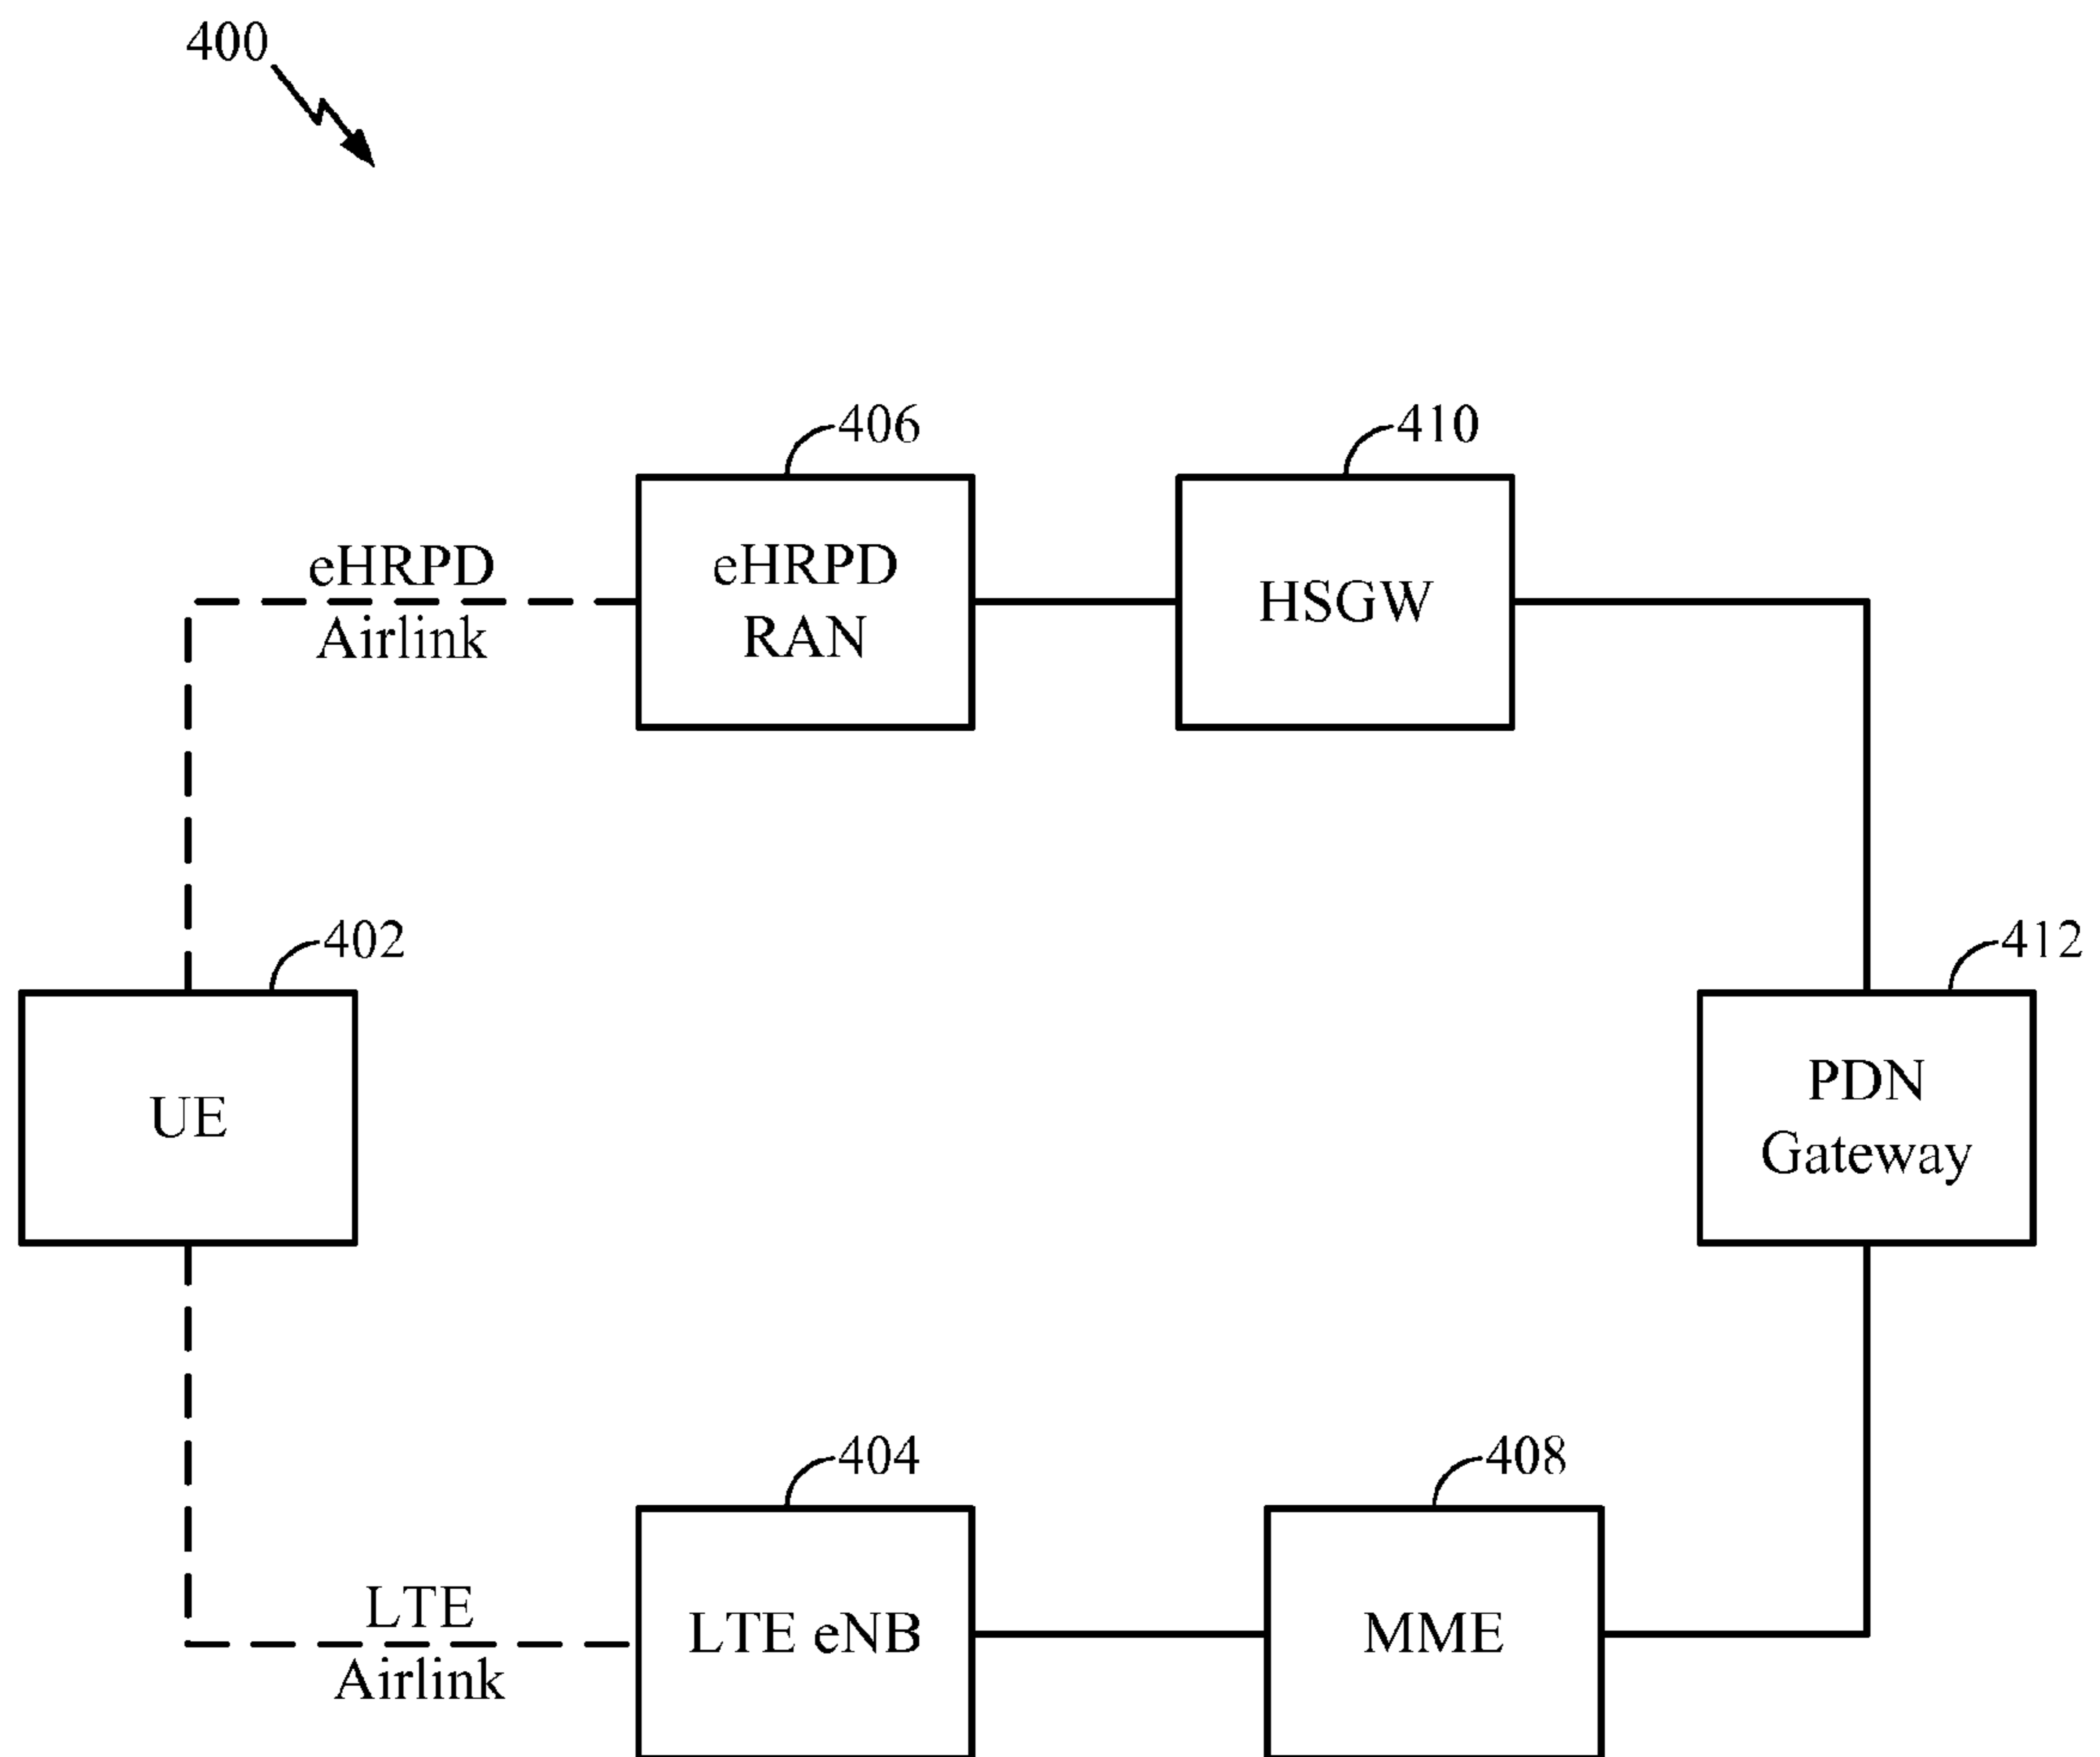 400
406
410
eHRPD
Airlink
eHRPD
RAN
HSGW
402
412
UE
PDN
Gateway
404
408
LTE
Airlink
LTE eNB
MME